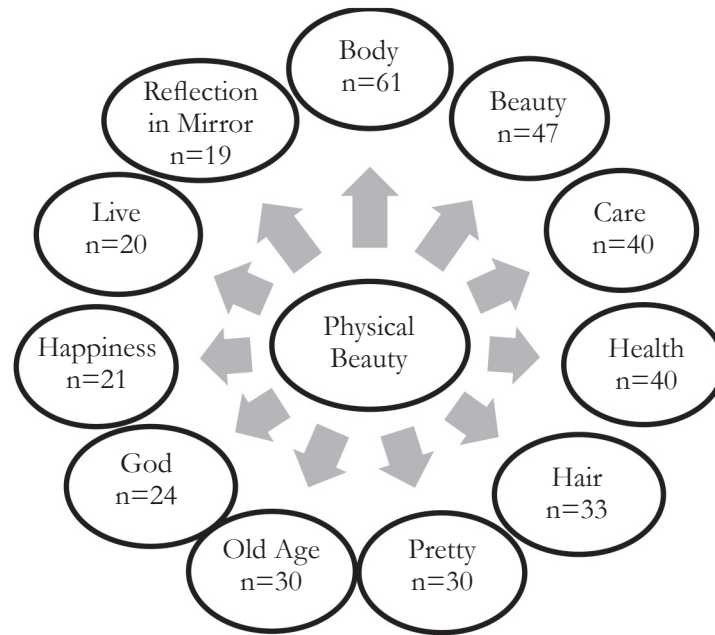 Body
n=61
Beauty
n=47
Care
n=40
Health
n=40
Hair
n=33
Pretty
n=30
Old Age
n=30
God
n=24
Happiness
n=21
Live
n=20
Reflection
in Mirror
n=19
Physical
Beauty